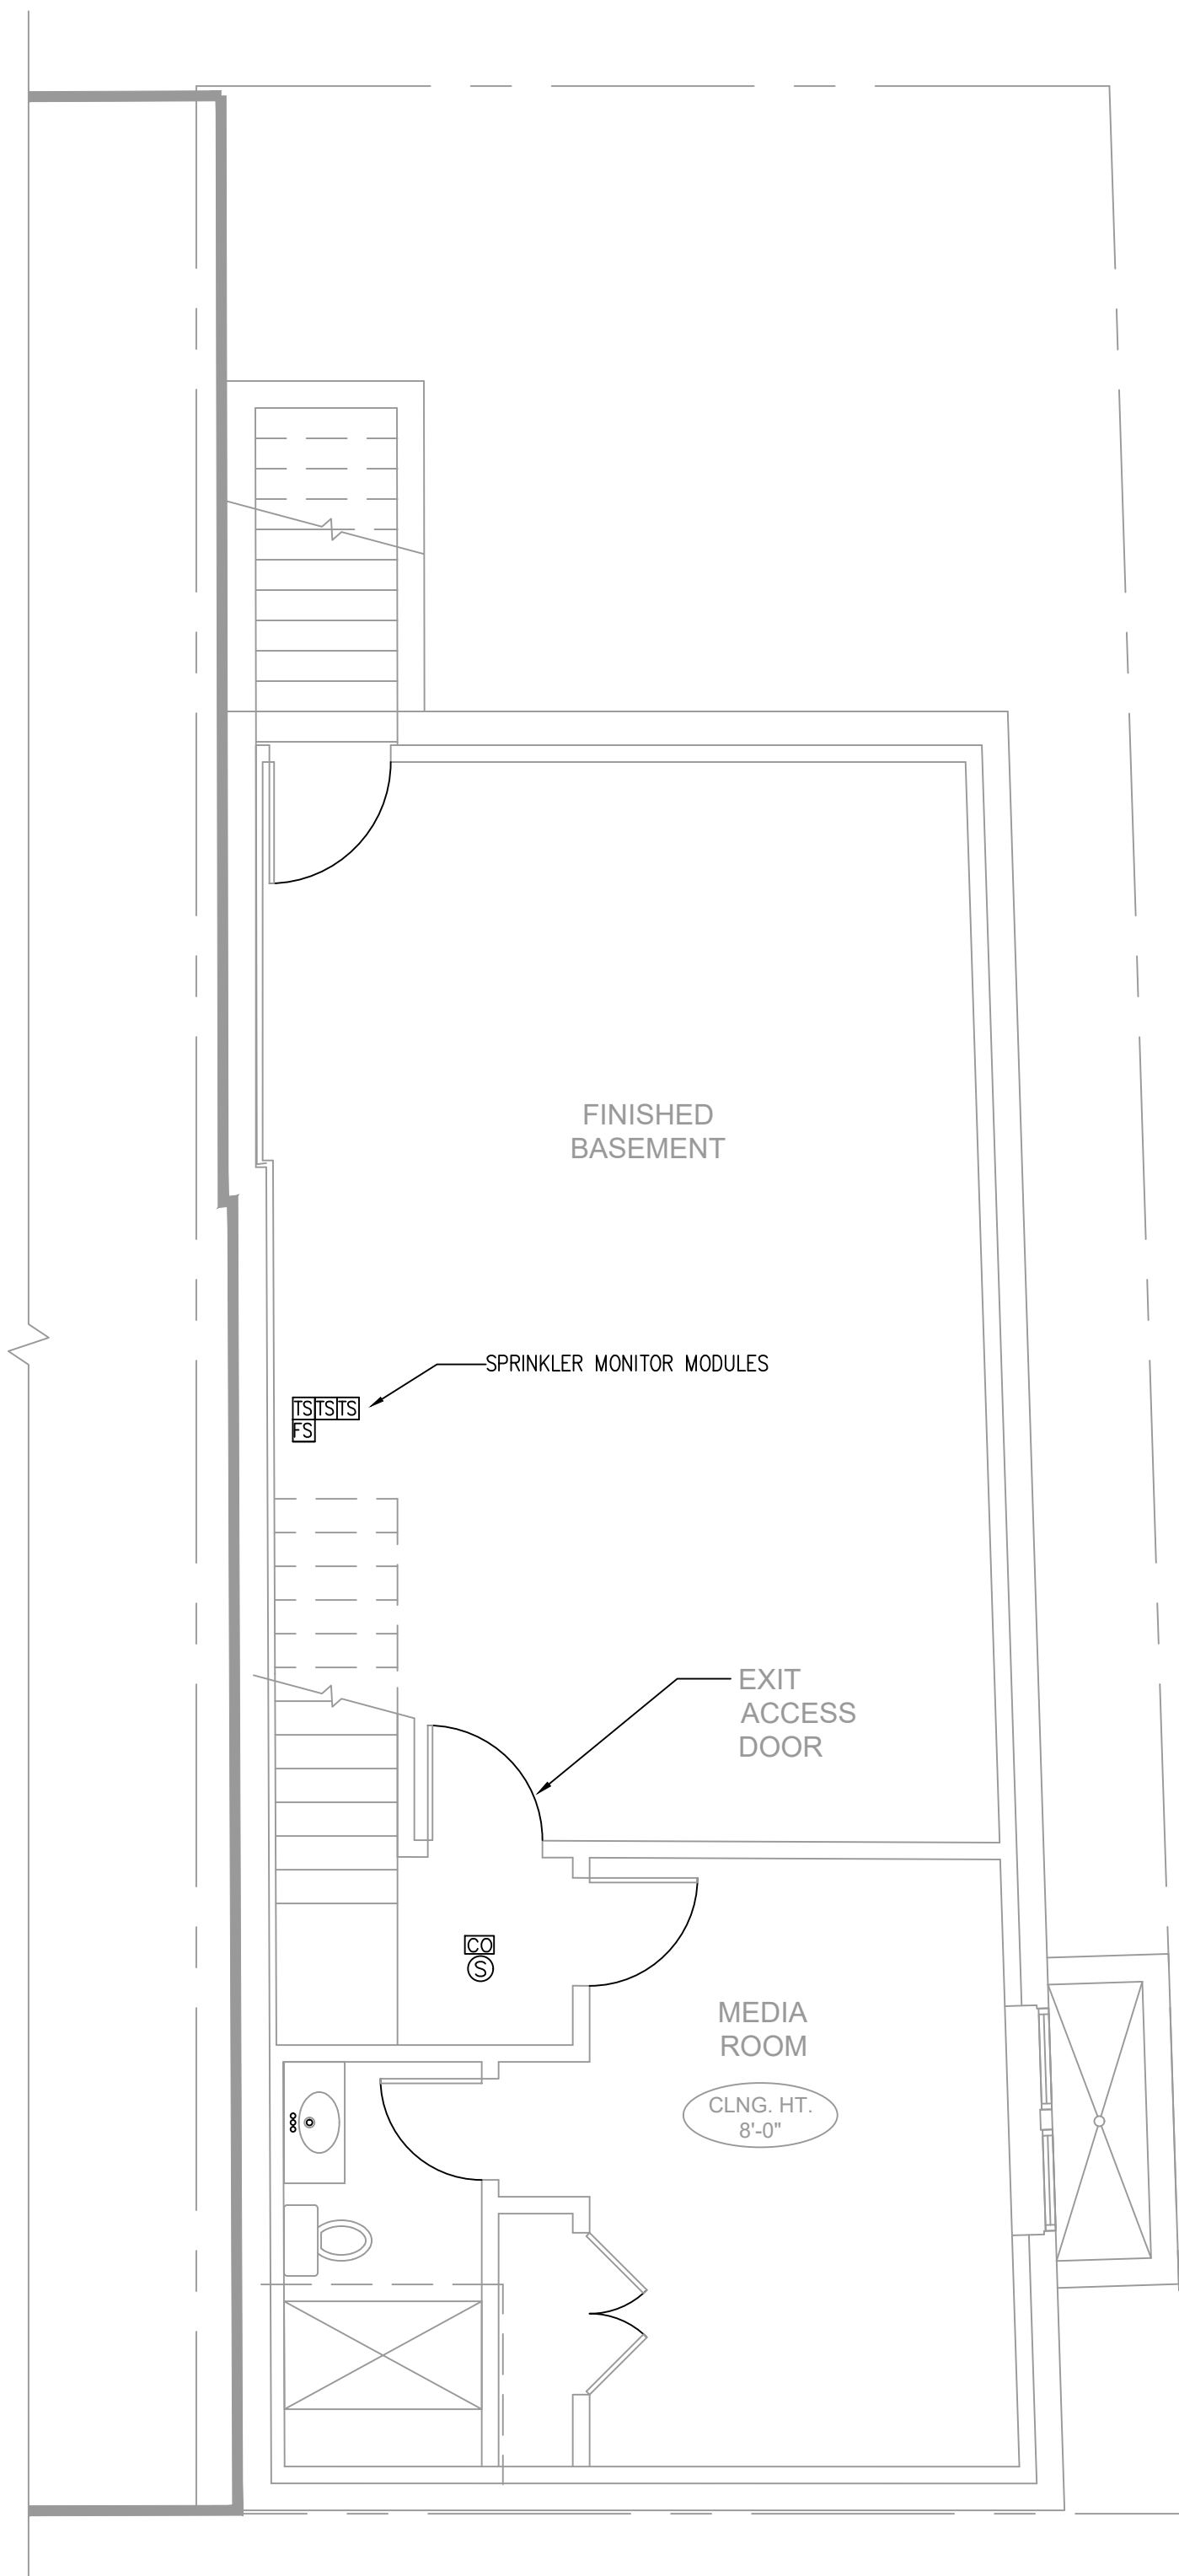 FINISHED
BASEMENT
SPRINKLER MONITOR MODULES
TS TS TS
FS
EXIT
ACCESS
DOOR
CO
S
MEDIA
ROOM
CLNG. HT.
8'-0"